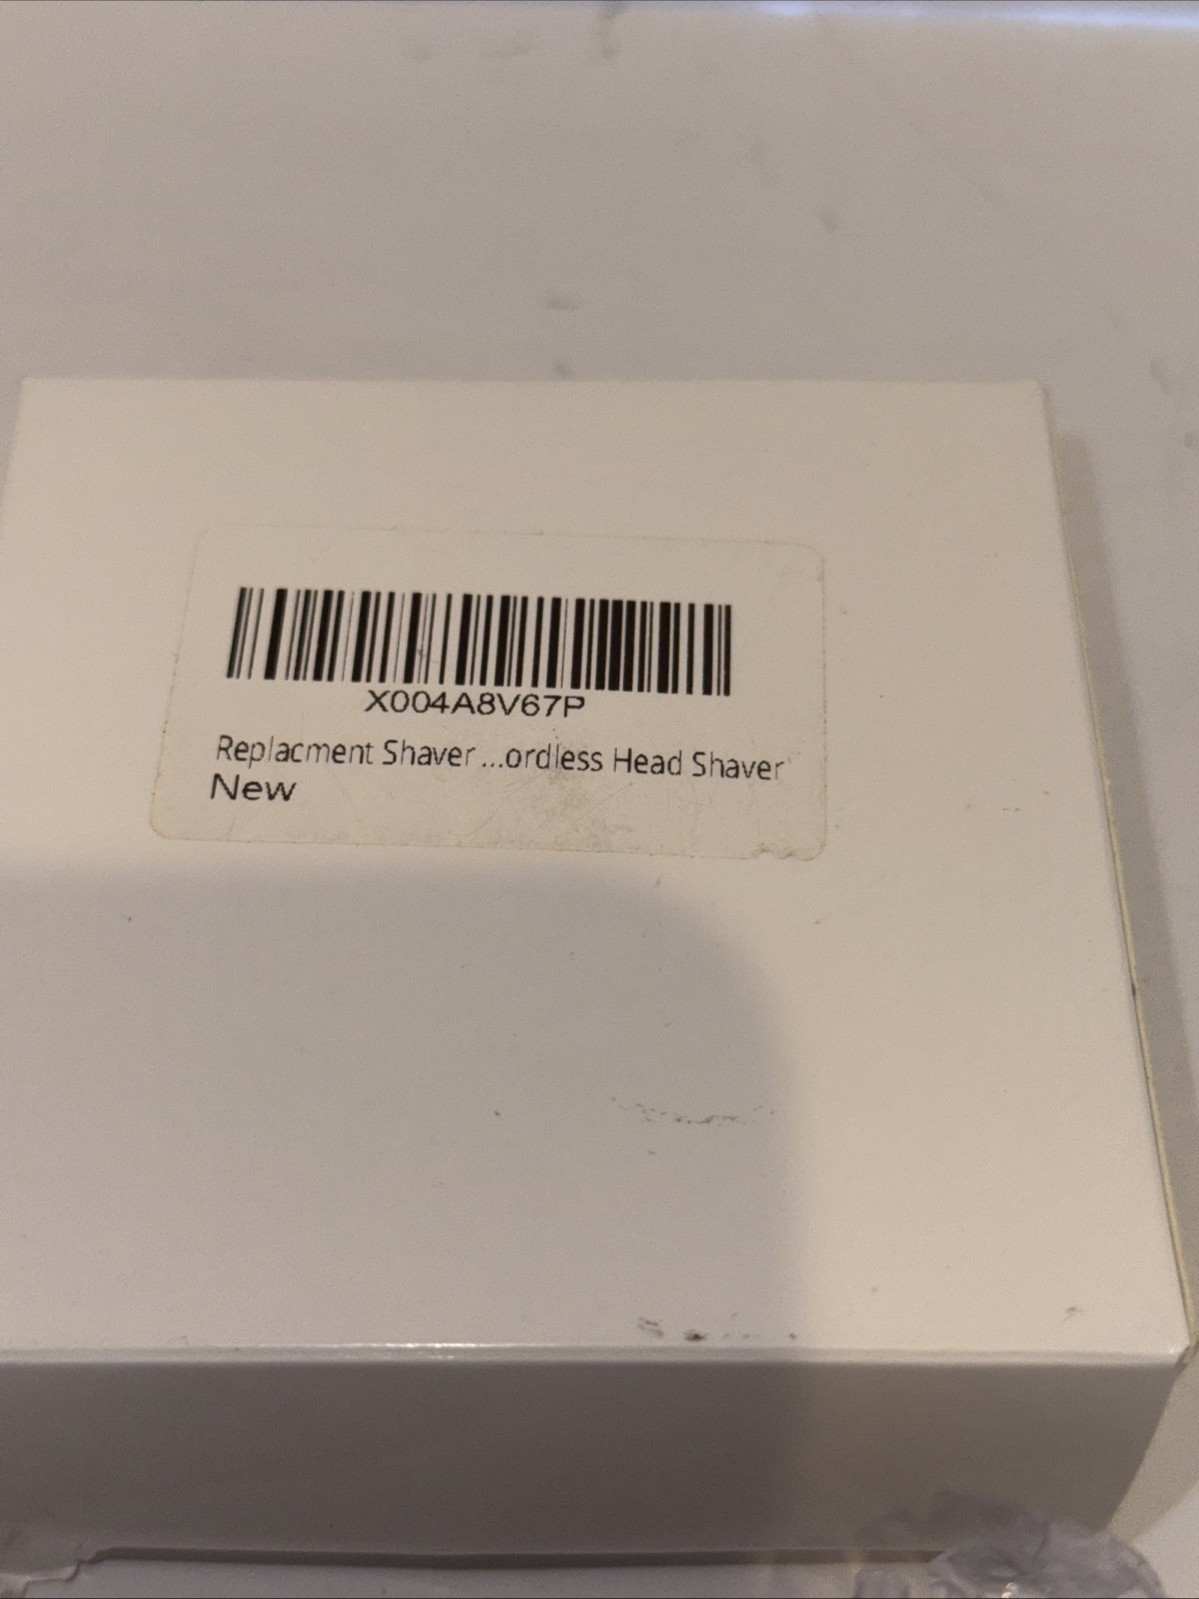 X004A8V67P
Replacment Shaver ...ordless Head Shaver
New